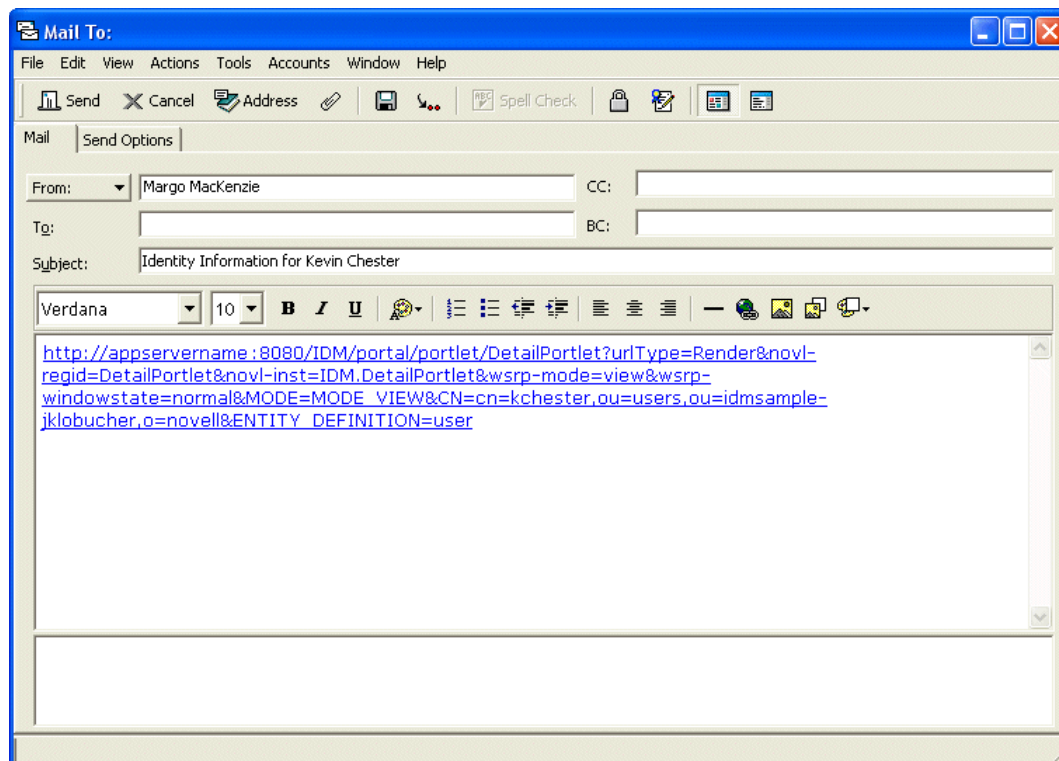 Mail To:
File Edit View Actions Tools Accounts Window Help
Send Cancel Address ABC Spell Check
Mail Send Options
From: Margo MacKenzie CC:
To: BC:
Subject: Identity Information for Kevin Chester
Verdana 10 B I U
http://appservername:8080/IDM/portal/portlet/DetailPortlet?urlType=Render&novl-
regid=DetailPortlet&novl-inst=IDM.DetailPortlet&wsrp-mode=view&wsrp-
windowstate=normal&MODE=MODE_VIEW&CN=cn=kchester,ou=users,ou=idmsample-
jklobucher,o=novell&ENTITY_DEFINITION=user